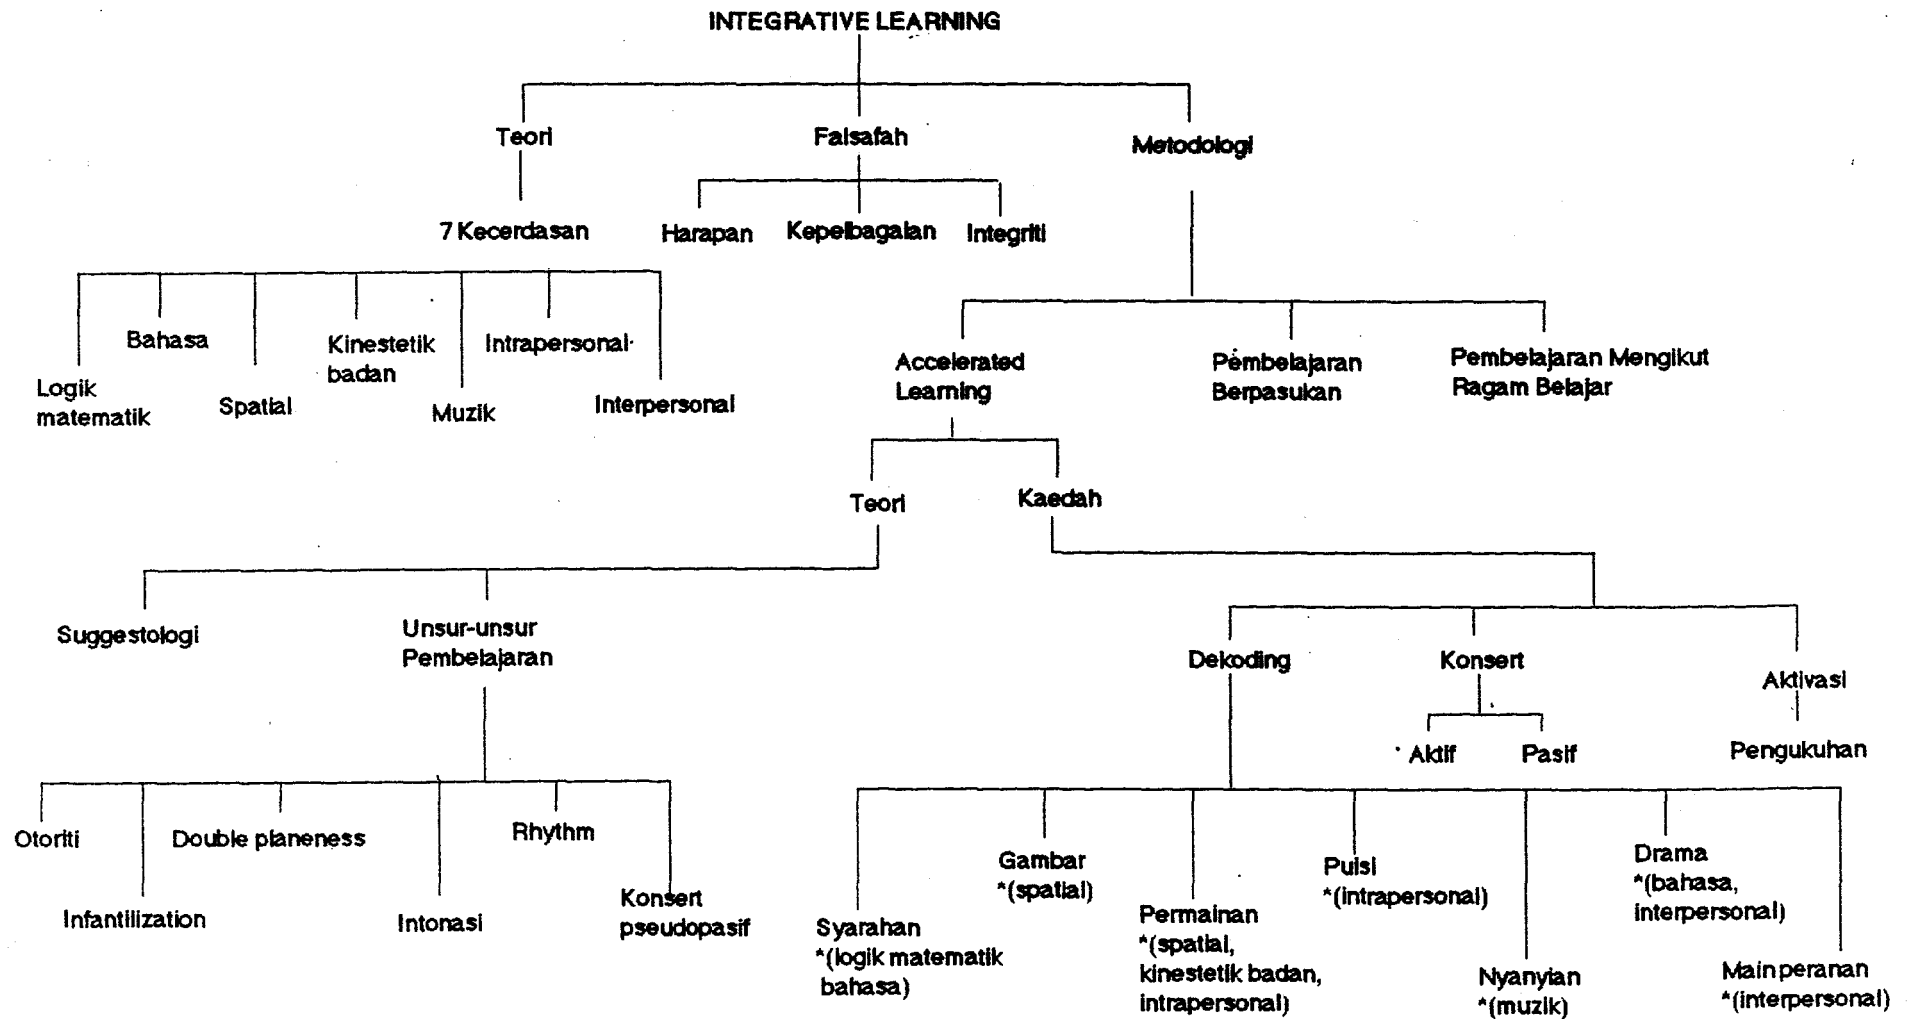 INTEGRATIVE LEARNING
Teori
Falsafah
Metodologi
7 Kecerdasan
Harapan
Kepelbagaian
Integriti
Logik
matematik
Bahasa
Spatial
Kinestetik
badan
Muzik
Intrapersonal
Interpersonal
Accelerated
Learning
Pembelajaran
Berpasukan
Pembelajaran Mengikut
Ragam Belajar
Teori
Kaedah
Suggestologi
Unsur-unsur
Pembelajaran
Dekoding
Konsert
Aktivasi
Aktif
Pasif
Pengukuhan
Otoriti
Infantilization
Double planeness
Intonasi
Rhythm
Konsert
pseudopasif
Syarahan
*(logik matematik
bahasa)
Gambar
*(spatial)
Permainan
*(spatial,
kinestetik badan,
intrapersonal)
Puisi
*(intrapersonal)
Nyanyian
*(muzik)
Drama
*(bahasa,
interpersonal)
Main peranan
*(interpersonal)